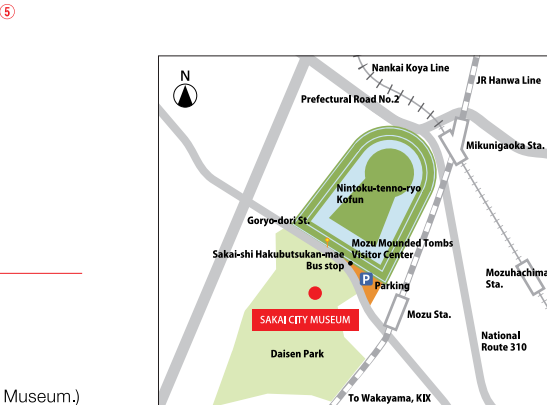 ⑤
N
Nankai Koya Line
JR Hanwa Line
Prefectural Road No.2
Mikunigaoka Sta.
Nintoku-tenno-ryo
Kofun
Goryo-dori St.
Mozu Mounded Tombs
Visitor Center
Sakai-shi Hakubutsukan-mae
Bus stop
P
Parking
Mozuhachiman
Sta.
SAKAI CITY MUSEUM
Mozu Sta.
National
Route 310
Daisen Park
Museum.)
To Wakayama, KIX